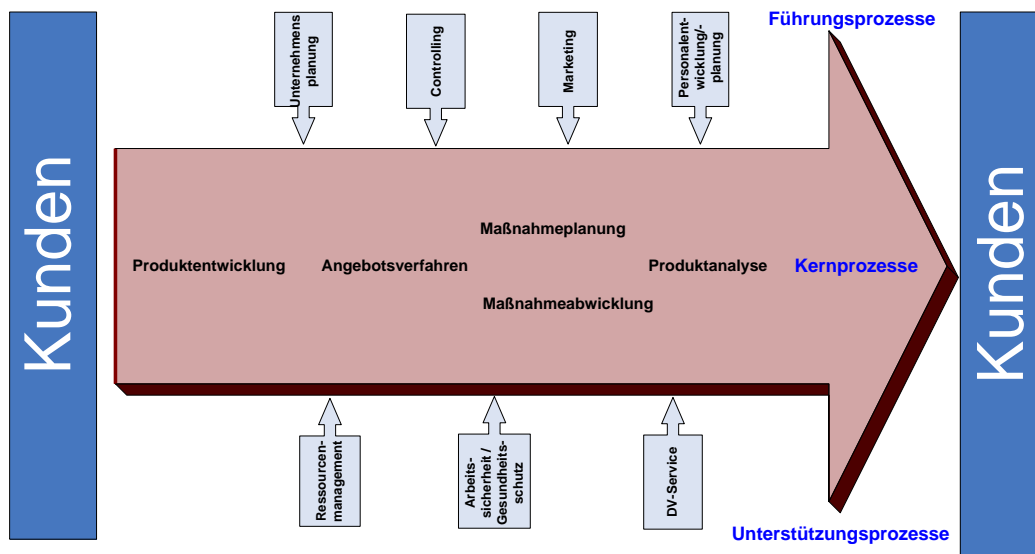 Kunden
Unternehmens
planung
Controlling
Marketing
Personalent-
wicklung/-
planung
Führungsprozesse
Produktentwicklung
Angebotsverfahren
Maßnahmeplanung
Maßnahmeabwicklung
Produktanalyse
Kernprozesse
Ressourcen-
management
Arbeits-
sicherheit /
Gesundheits-
schutz
DV-Service
Unterstützungsprozesse
Kunden